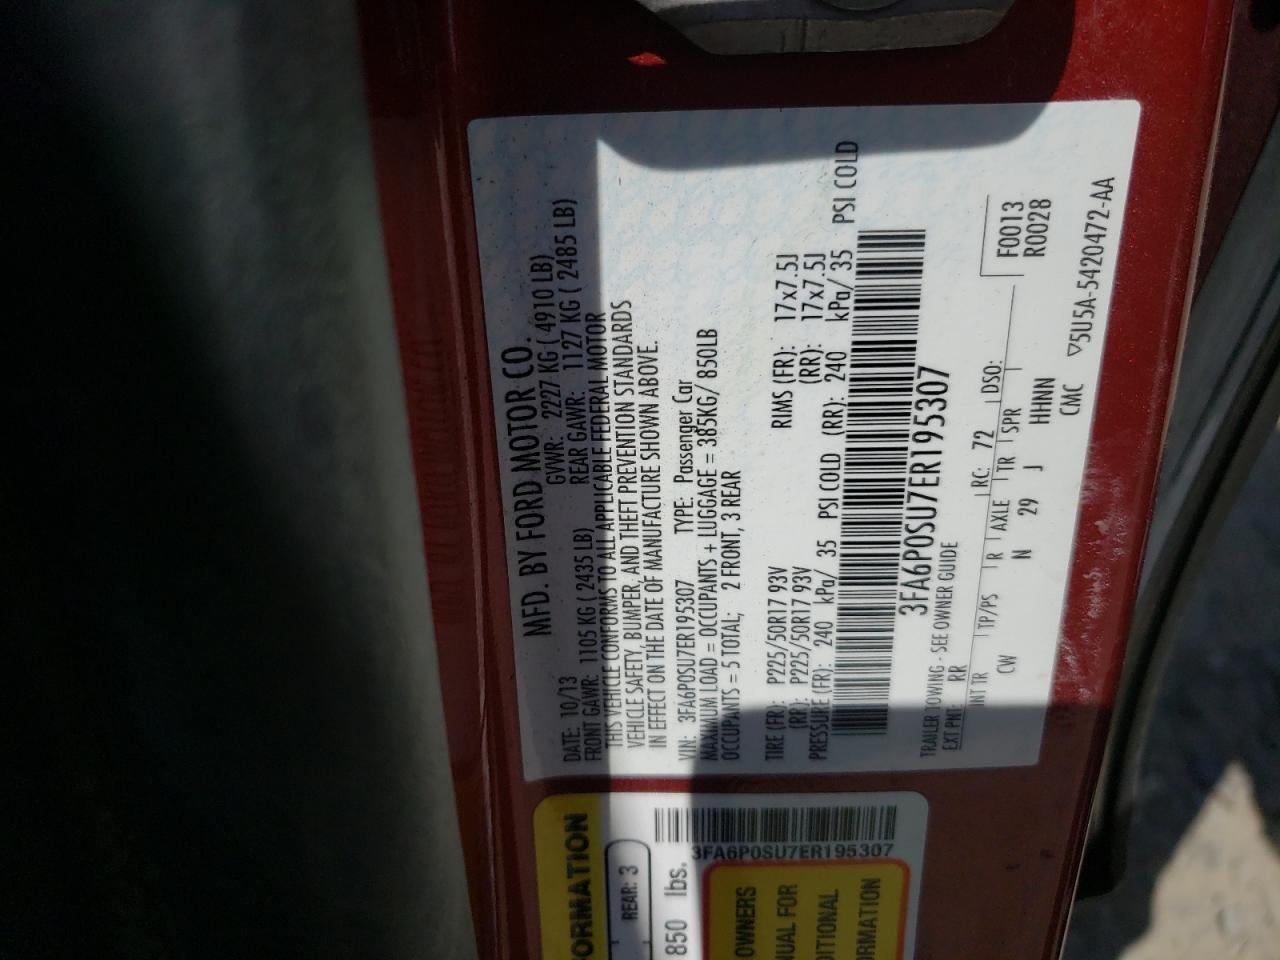 MFD. BY FORD MOTOR CO.
DATE: 10/13 GVWR: 2227 KG ( 4910 LB)
FRONT GAWR: 1105 KG ( 2435 LB) REAR GAWR: 1127 KG ( 2485 LB)
THIS VEHICLE CONFORMS TO ALL APPLICABLE FEDERAL MOTOR
VEHICLE SAFETY, BUMPER, AND THEFT PREVENTION STANDARDS
IN EFFECT ON THE DATE OF MANUFACTURE SHOWN ABOVE.
VIN: 3FA6P0SU7ER195307 TYPE: Passenger Car
MAXIMUM LOAD = OCCUPANTS + LUGGAGE = 385KG/ 850LB
OCCUPANTS = 5 TOTAL; 2 FRONT, 3 REAR
TIRE (FR): P225/50R17 93V RIMS (FR): 17x7.5J
(RR): P225/50R17 93V (RR): 17x7.5J
PRESSURE (FR): 240 kPa/ 35 PSI COLD (RR): 240 kPa/ 35 PSI COLD
3FA6P0SU7ER195307
TRAILER TOWING - SEE OWNER GUIDE
EXT PNT: RR RC: 72 DSO: F0013
R0028
INT TR TP/PS R AXLE TR SPR
CW N 29 J HHNN
CMC ▽5U5A-5420472-AA
FORMATION
REAR: 3
850 lbs.
3FA6P0SU7ER195307
OWNERS
NUAL FOR
DITIONAL
ORMATION